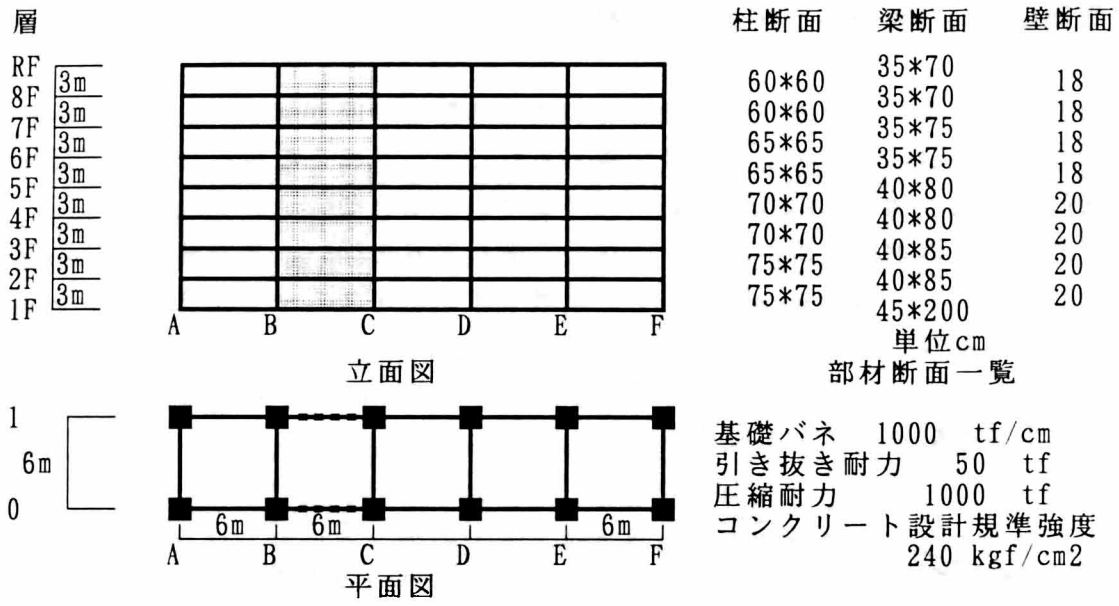 層 柱断面 梁断面 壁断面
RF 35*70
3m 60*60 18
8F 35*70
3m 60*60 18
7F 35*75
3m 65*65 18
6F 35*75
3m 65*65 18
5F 40*80
3m 70*70 20
4F 40*80
3m 70*70 20
3F 40*85
3m 75*75 20
2F 40*85
3m 75*75 20
1F 45*200
A B C D E F
単位cm
立面図 部材断面一覧
1
6m
0
6m 6m 6m
A B C D E F
平面図
基礎バネ 1000 tf/cm
引き抜き耐力 50 tf
圧縮耐力 1000 tf
コンクリート設計規準強度
240 kgf/cm2